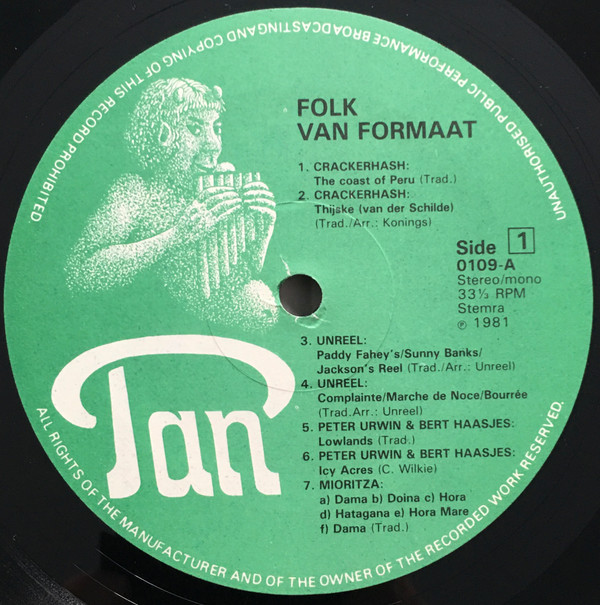 UNAUTHORISED PUBLIC PERFORMANCE BROADCASTING AND COPYING OF THIS RECORD PROHIBITED
FOLK
VAN FORMAAT
1. CRACKERHASH:
The coast of Peru (Trad.)
2. CRACKERHASH:
Thijske (van der Schilde)
(Trad./Arr.: Konings)
Side 1
0109-A
Stereo/mono
33⅓ RPM
Stemra
℗ 1981
3. UNREEL:
Paddy Fahey's/Sunny Banks/
Jackson's Reel (Trad./Arr.: Unreel)
4. UNREEL:
Complainte/Marche de Noce/Bourrée
(Trad.Arr.: Unreel)
5. PETER URWIN & BERT HAASJES:
Lowlands (Trad.)
6. PETER URWIN & BERT HAASJES:
Icy Acres (C. Wilkie)
7. MIORITZA:
a) Dama b) Doina c) Hora
d) Hatagana e) Hora Mare
f) Dama (Trad.)
Pan
ALL RIGHTS OF THE MANUFACTURER AND OF THE OWNER OF THE RECORDED WORK RESERVED.